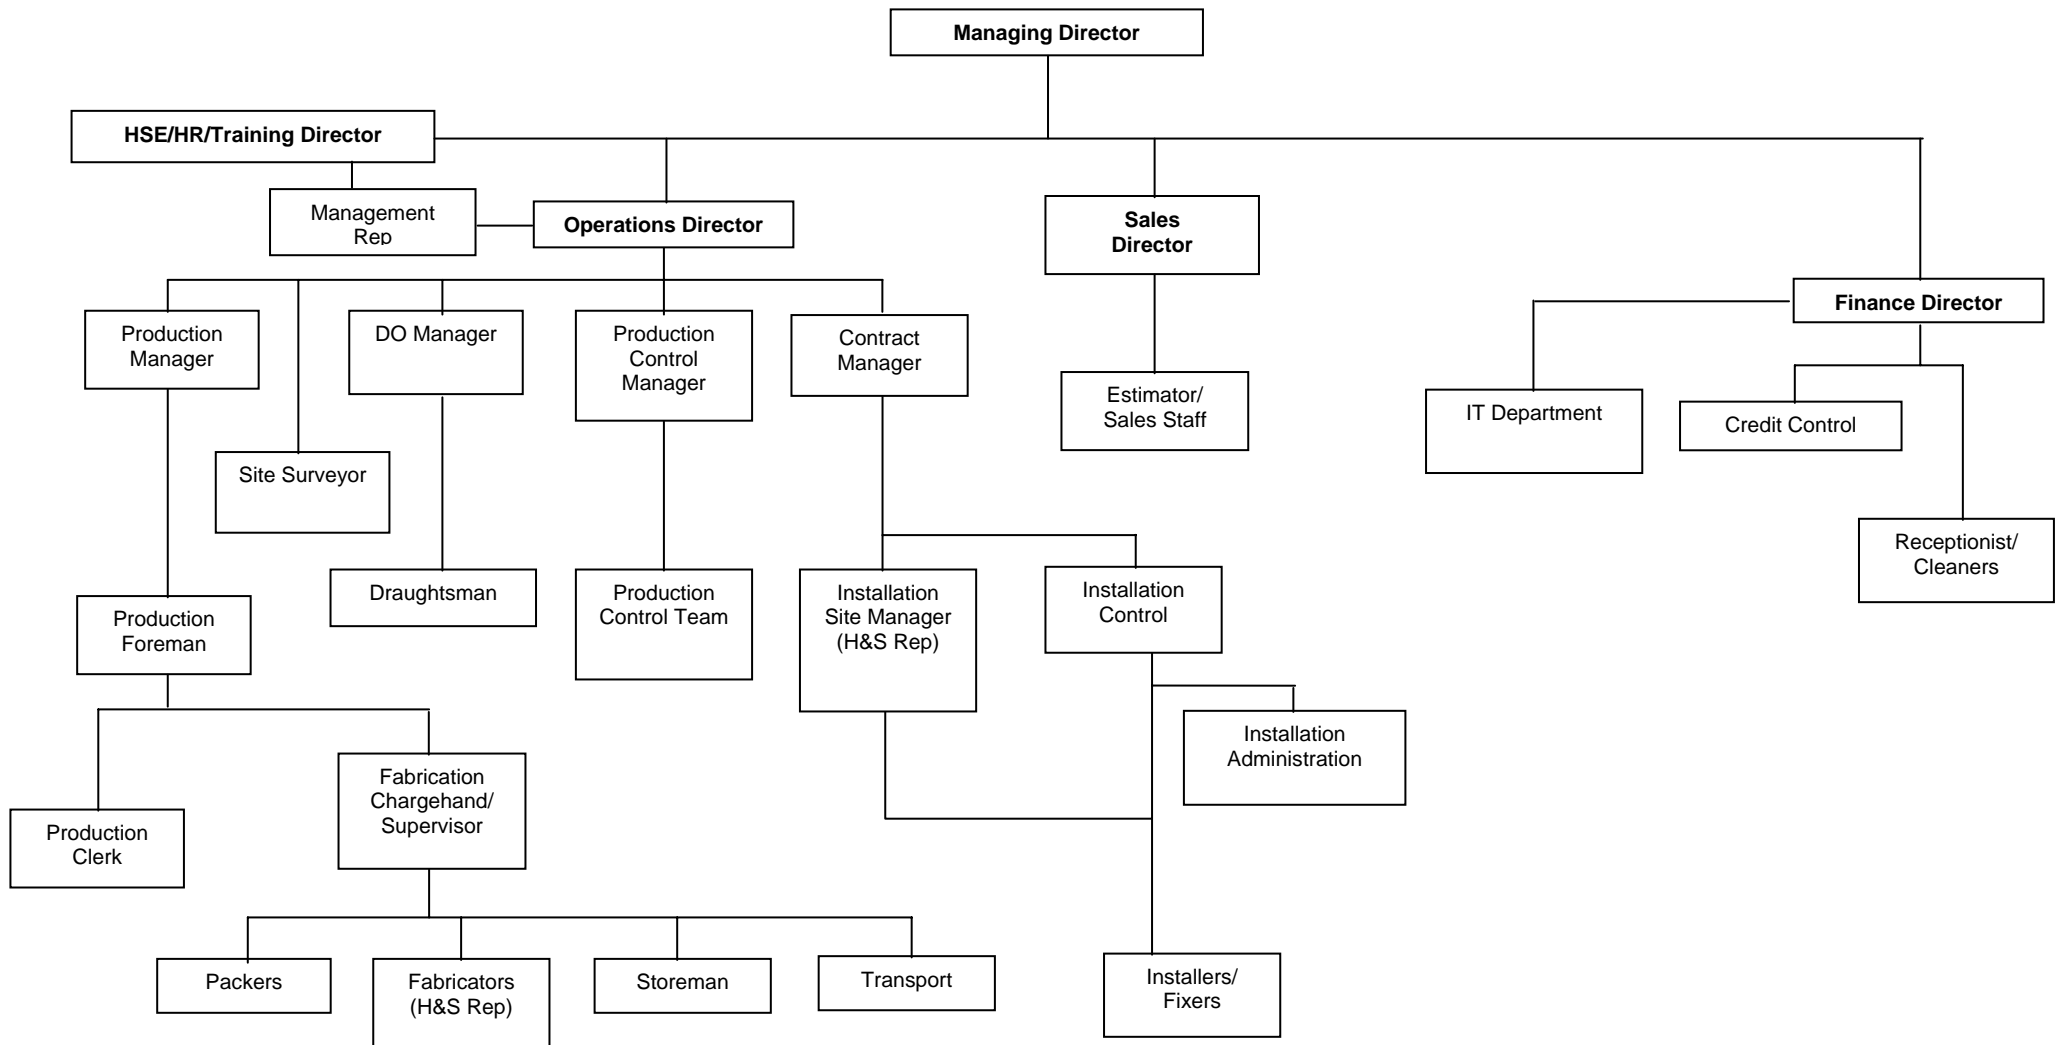 Managing Director
HSE/HR/Training Director
Management
Rep
Operations Director
Sales
Director
Finance Director
Production
Manager
DO Manager
Production
Control
Manager
Contract
Manager
Estimator/
Sales Staff
IT Department
Credit Control
Site Surveyor
Receptionist/
Cleaners
Draughtsman
Production
Control Team
Installation
Site Manager
(H&S Rep)
Installation
Control
Production
Foreman
Installation
Administration
Fabrication
Chargehand/
Supervisor
Production
Clerk
Packers
Fabricators
(H&S Rep)
Storeman
Transport
Installers/
Fixers